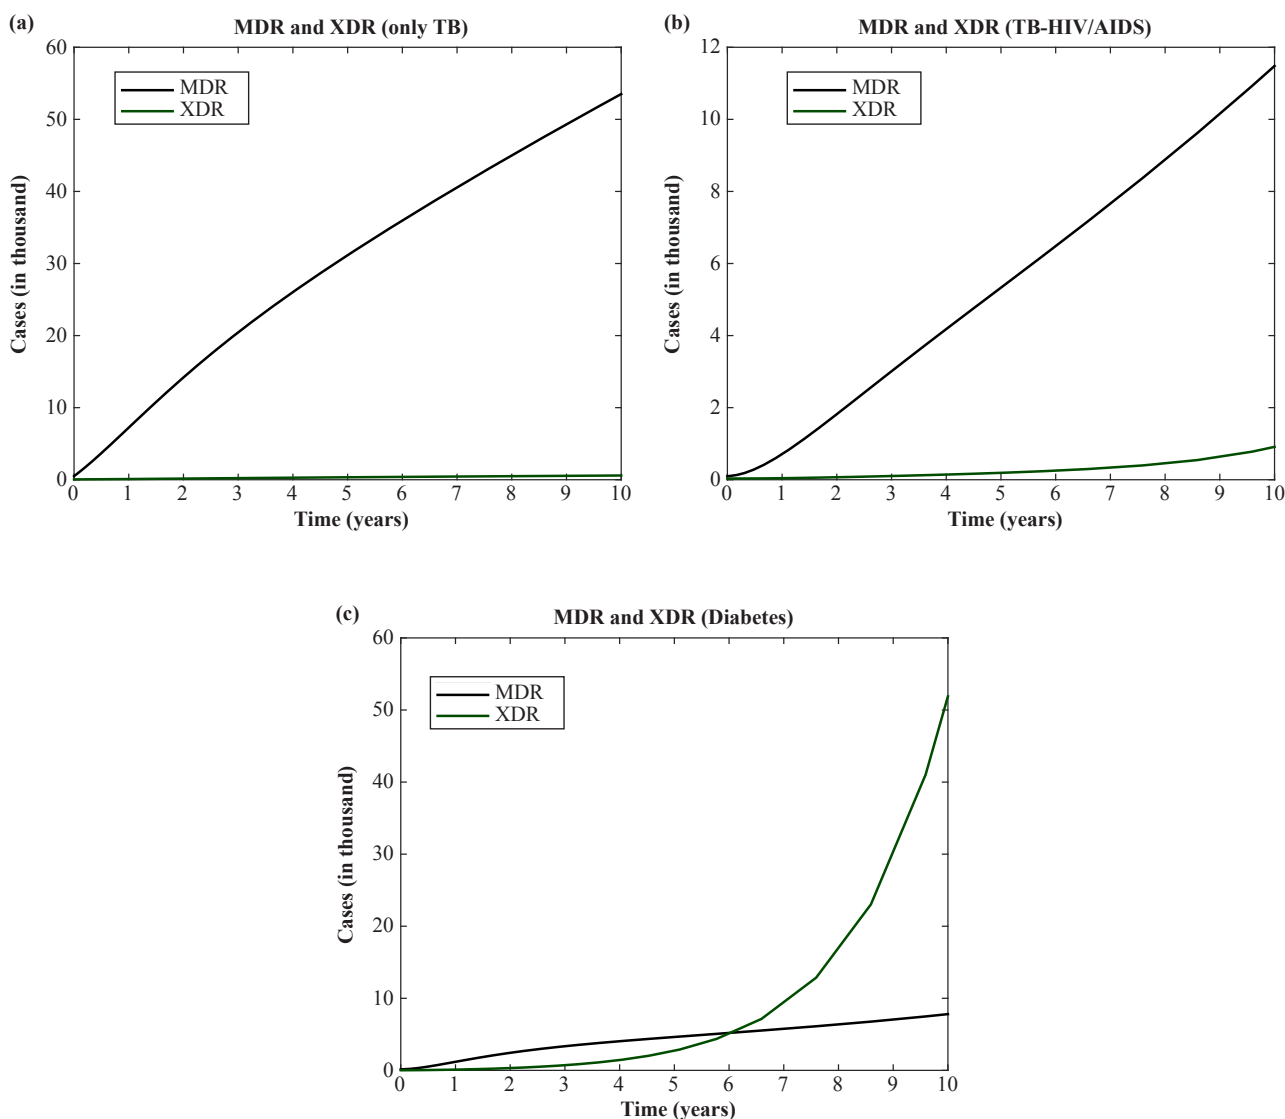 (a)
MDR and XDR (only TB)
60
50
40
30
20
10
0
Cases (in thousand)
MDR
XDR
0 1 2 3 4 5 6 7 8 9 10
Time (years)
(b)
MDR and XDR (TB-HIV/AIDS)
12
10
8
6
4
2
0
Cases (in thousand)
MDR
XDR
0 1 2 3 4 5 6 7 8 9 10
Time (years)
(c)
MDR and XDR (Diabetes)
60
50
40
30
20
10
0
Cases (in thousand)
MDR
XDR
0 1 2 3 4 5 6 7 8 9 10
Time (years)